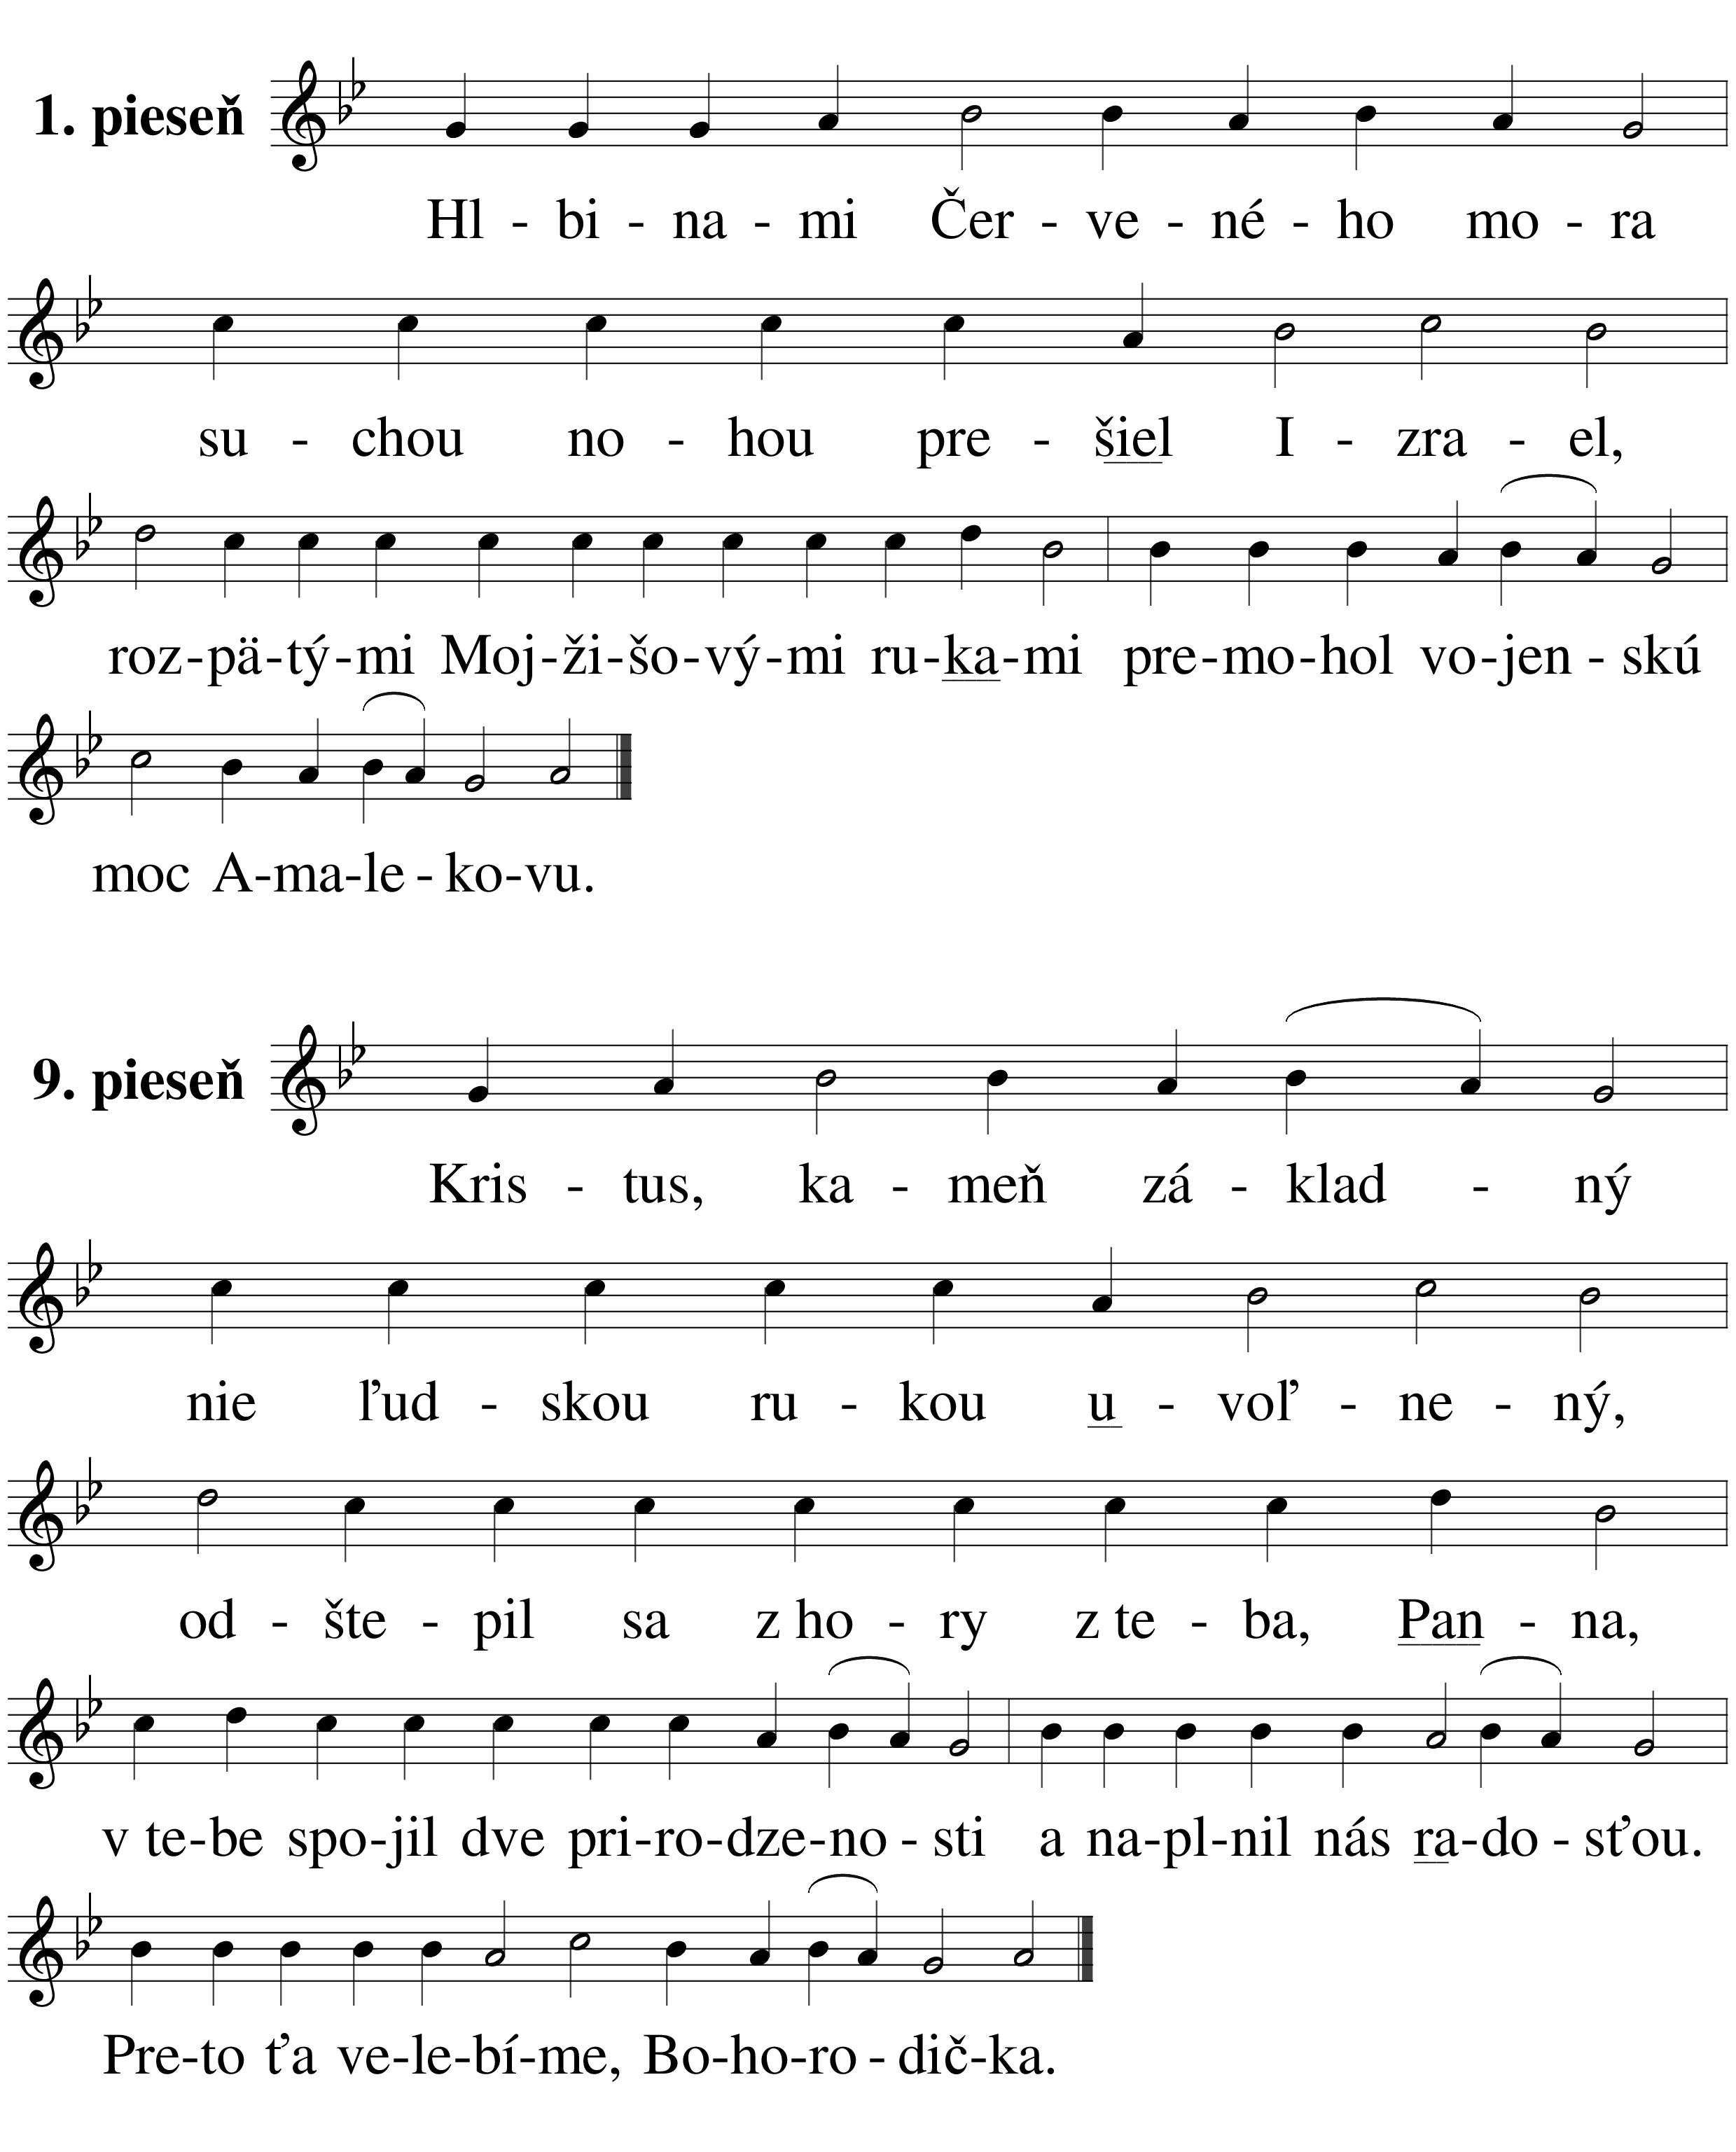 1. pieseň
Hl - bi - na - mi Čer - ve - né - ho mo - ra
su - chou no - hou pre - šiel I - zra - el,
roz-pä-tý-mi Moj-ži-šo-vý-mi ru-ka-mi pre-mo-hol vo-jen - skú
moc A-ma-le - ko-vu.
9. pieseň
Kris - tus, ka - meň zá - klad - ný
nie ľud - skou ru - kou u - voľ - ne - ný,
od - šte - pil sa z ho - ry z te - ba, Pan - na,
v te-be spo-jil dve pri-ro-dze-no - sti a na-pl-nil nás ra-do - sťou.
Pre-to ťa ve-le-bí-me, Bo-ho-ro - dič-ka.